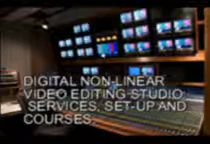 DIGITAL NON-LINEAR
VIDEO EDITING STUDIO:
SERVICES, SET-UP AND
COURSES.